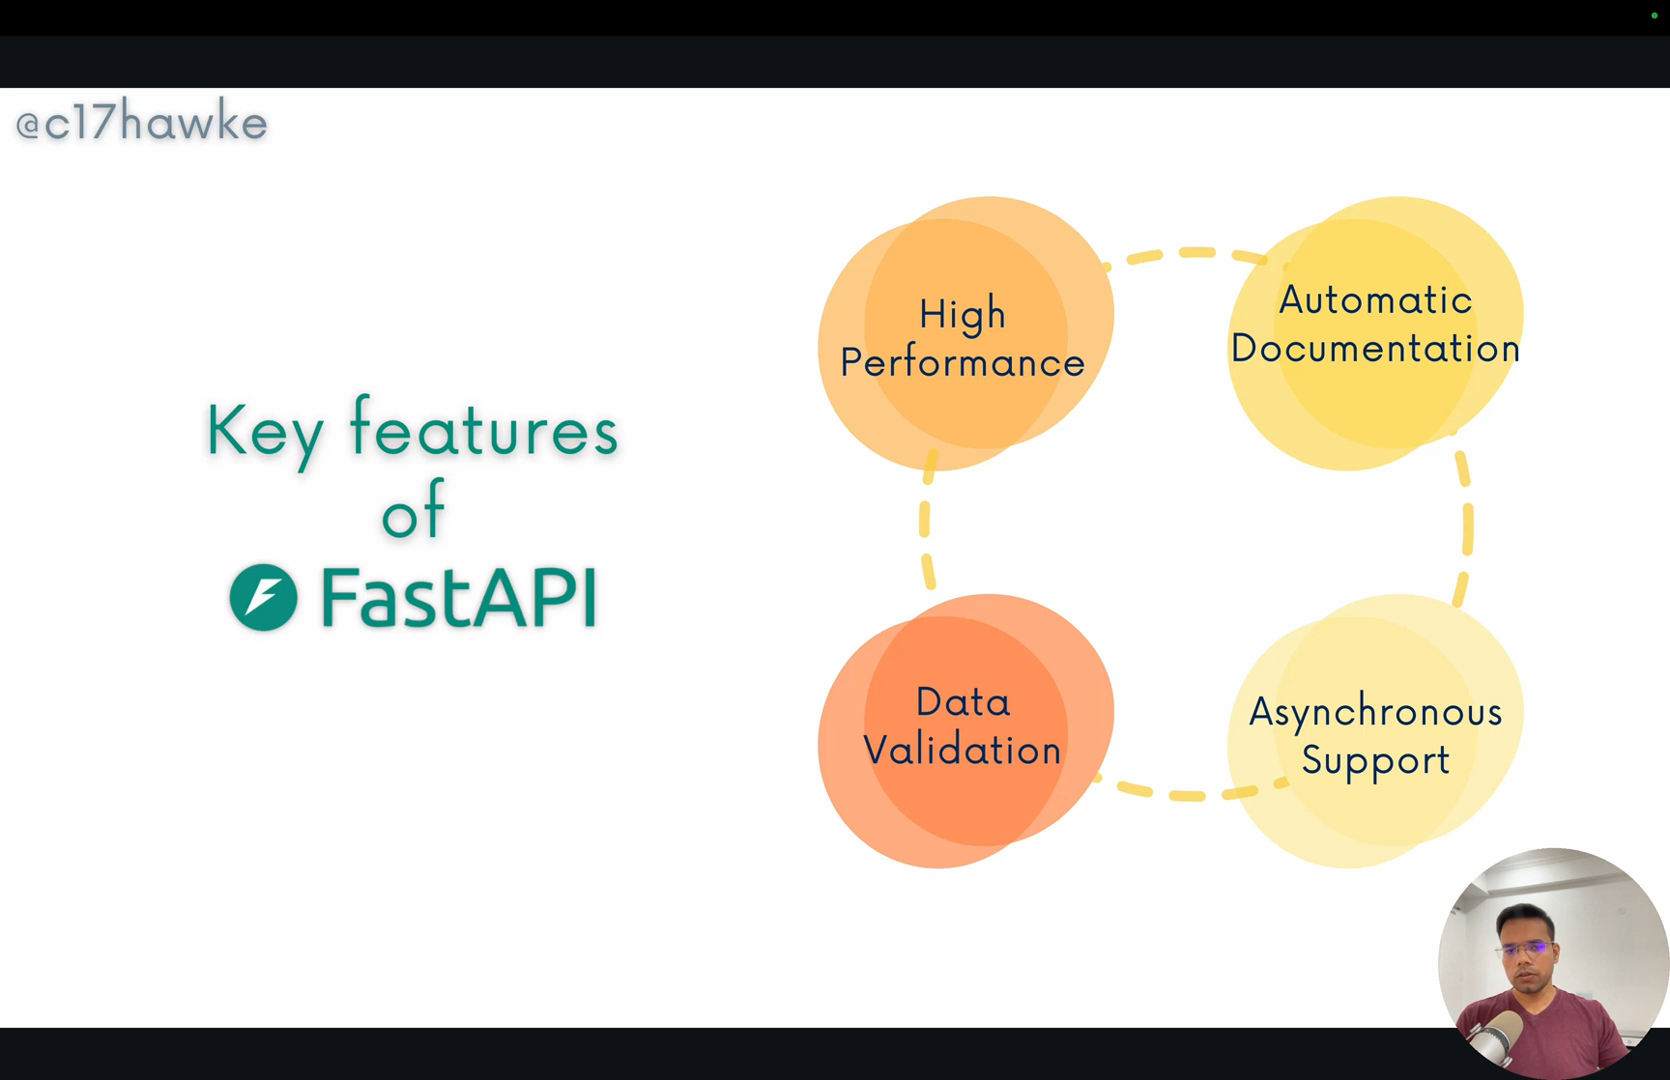 @c17hawke
Key features
of
FastAPI
High
Performance
Automatic
Documentation
Data
Validation
Asynchronous
Support